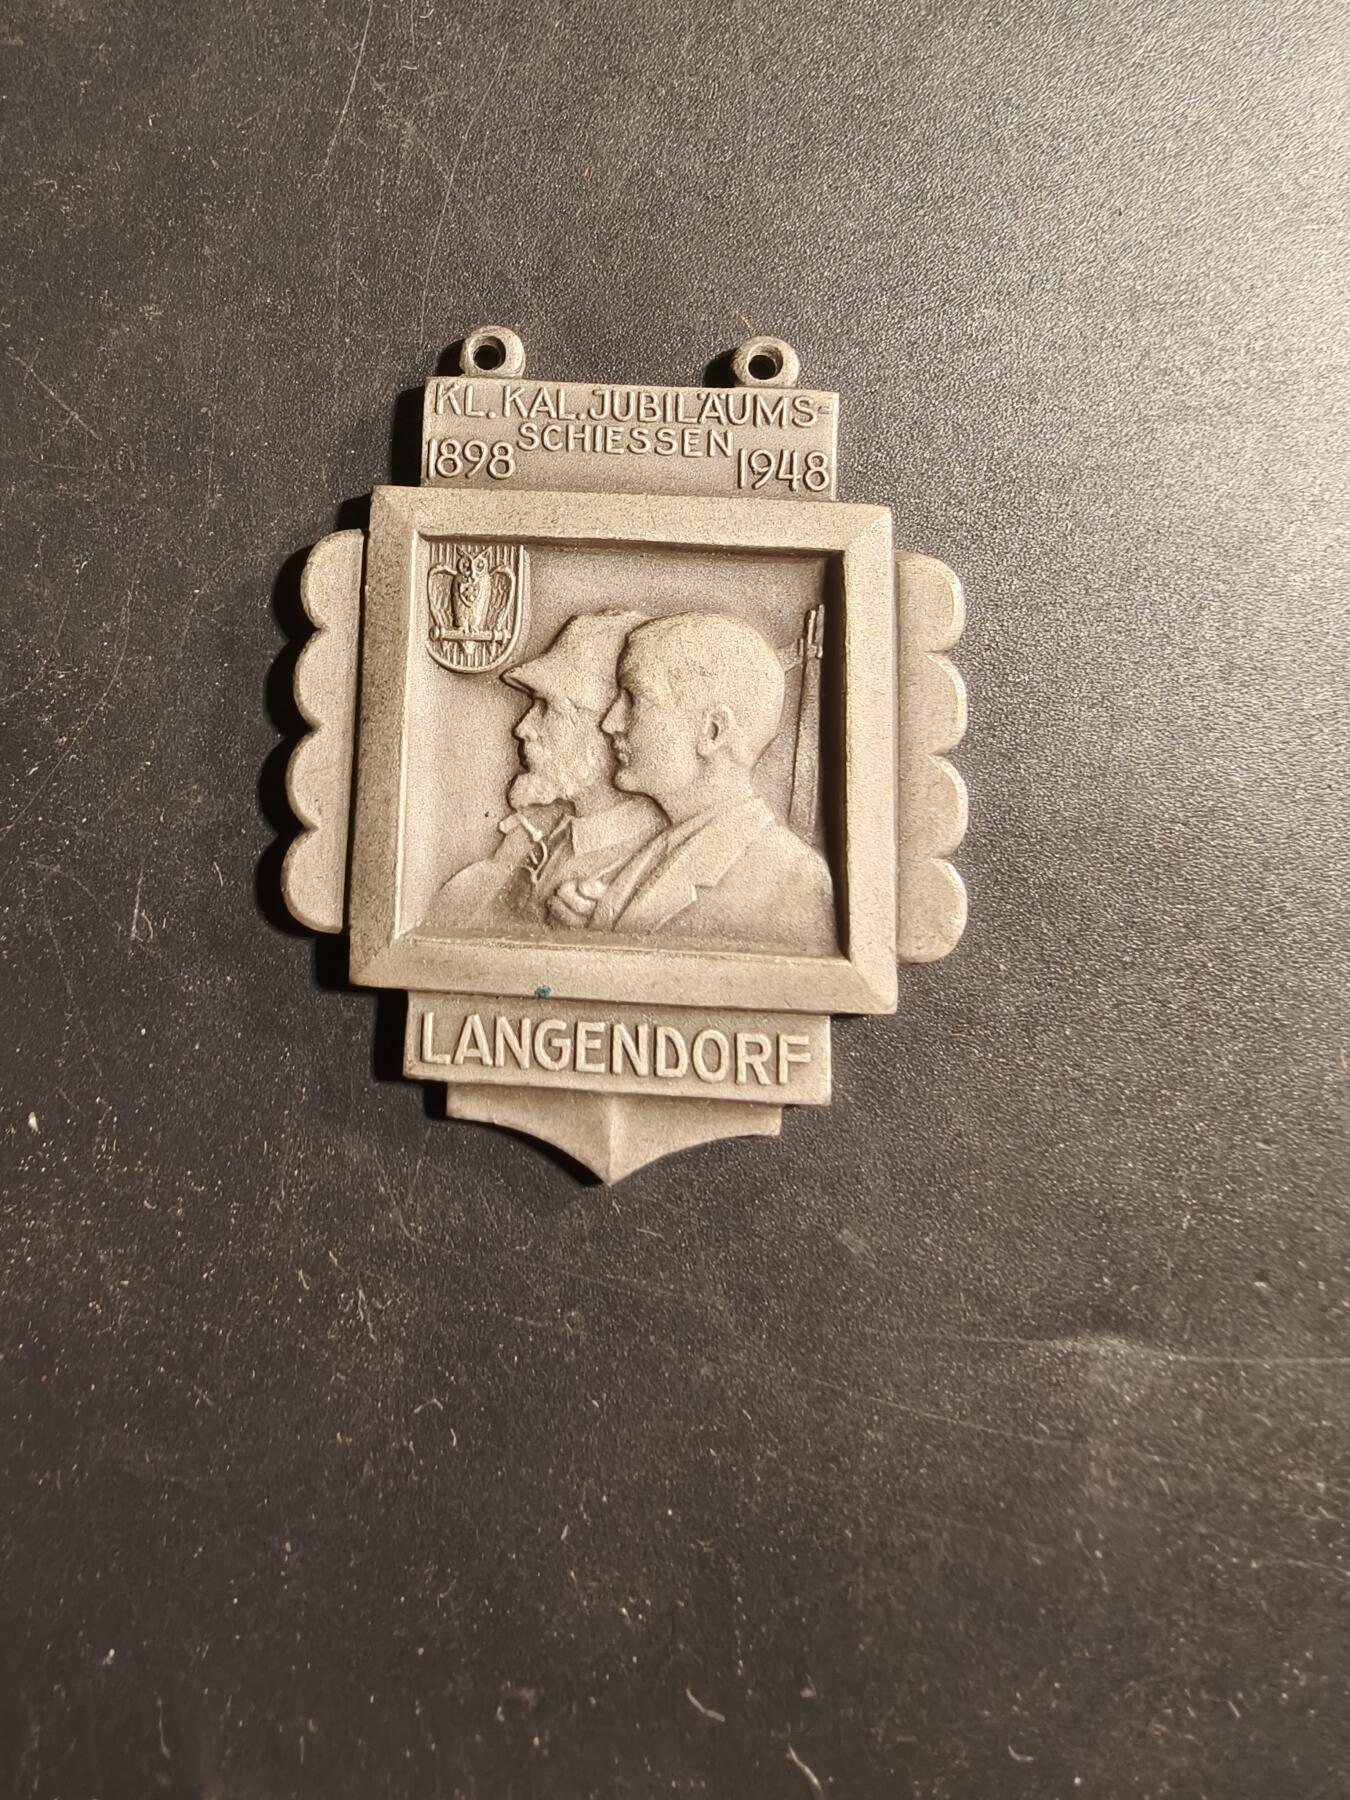 KL. KAL. JUBILÄUMS-
SCHIESSEN
1898 1948
LANGENDORF